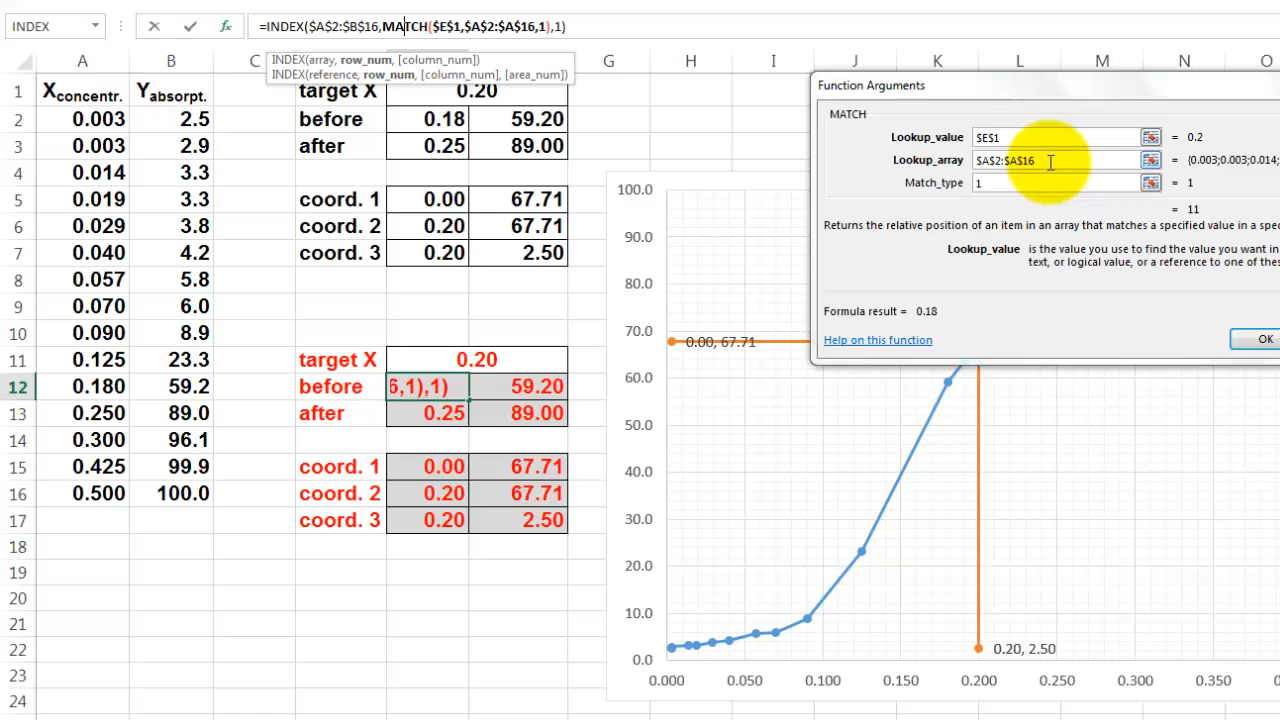 INDEX =INDEX($A$2:$B$16,MATCH($E$1,$A$2:$A$16,1),1)
INDEX(array, row_num, [column_num])
INDEX(reference, row_num, [column_num], [area_num])
A B C G H I J K L M N O
1 Xconcentr. Yabsorpt. target X 0.20
2 0.003 2.5 before 0.18 59.20
3 0.003 2.9 after 0.25 89.00
4 0.014 3.3
5 0.019 3.3 coord. 1 0.00 67.71
6 0.029 3.8 coord. 2 0.20 67.71
7 0.040 4.2 coord. 3 0.20 2.50
8 0.057 5.8
9 0.070 6.0
10 0.090 8.9
11 0.125 23.3 target X 0.20
12 0.180 59.2 before 6,1),1) 59.20
13 0.250 89.0 after 0.25 89.00
14 0.300 96.1
15 0.425 99.9 coord. 1 0.00 67.71
16 0.500 100.0 coord. 2 0.20 67.71
17 coord. 3 0.20 2.50
18
19
20
21
22
23
24
Function Arguments
MATCH
Lookup_value $E$1 = 0.2
Lookup_array $A$2:$A$16 = {0.003;0.003;0.014;
Match_type 1 = 1
= 11
Returns the relative position of an item in an array that matches a specified value in a spec
Lookup_value is the value you use to find the value you want in
text, or logical value, or a reference to one of these
Formula result = 0.18
Help on this function OK
100.0
90.0
80.0
70.0
60.0
50.0
40.0
30.0
20.0
10.0
0.0
0.00, 67.71
0.20, 2.50
0.000 0.050 0.100 0.150 0.200 0.250 0.300 0.350